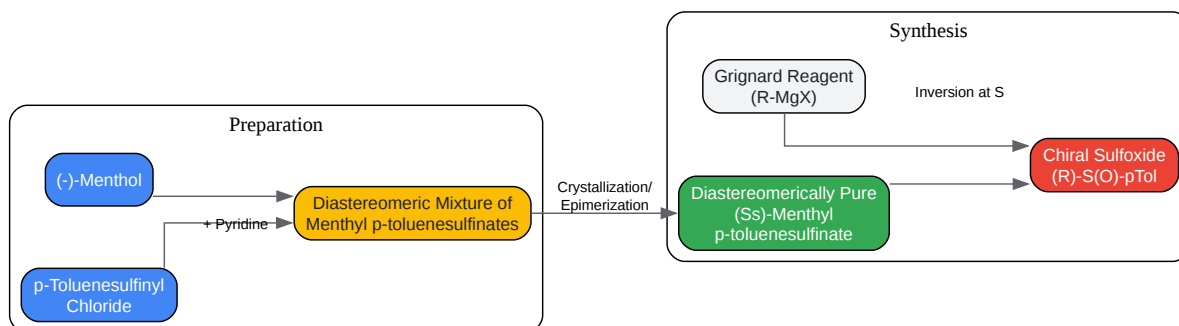 Preparation
(-)-Menthol
+ Pyridine
p-Toluenesulfinyl
Chloride
Diastereomeric Mixture of
Menthyl p-toluenesulfinates
Crystallization/
Epimerization
Synthesis
Grignard Reagent
(R-MgX)
Inversion at S
Diastereomerically Pure
(Ss)-Menthyl
p-toluenesulfinate
Chiral Sulfoxide
(R)-S(O)-pTol